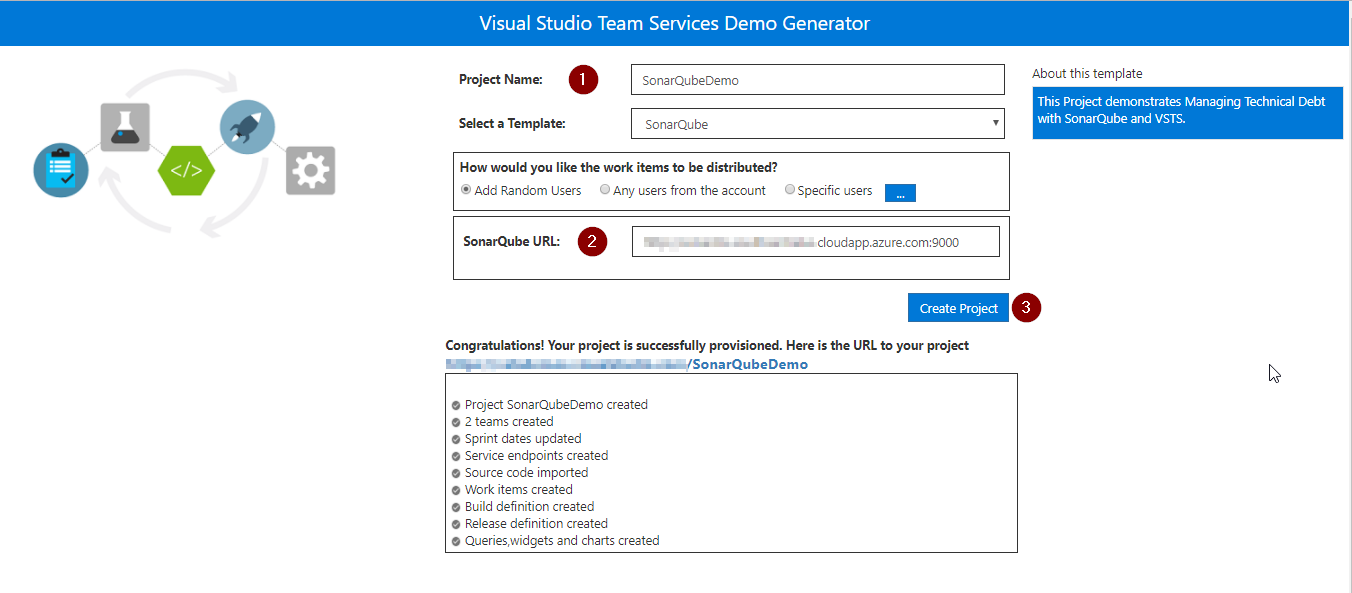 Visual Studio Team Services Demo Generator
Project Name: 1 SonarQubeDemo
Select a Template: SonarQube
About this template
This Project demonstrates Managing Technical Debt
with SonarQube and VSTS.
How would you like the work items to be distributed?
Add Random Users Any users from the account Specific users ...
SonarQube URL: 2 cloudapp.azure.com:9000
Create Project 3
Congratulations! Your project is successfully provisioned. Here is the URL to your project
/SonarQubeDemo
Project SonarQubeDemo created
2 teams created
Sprint dates updated
Service endpoints created
Source code imported
Work items created
Build definition created
Release definition created
Queries,widgets and charts created